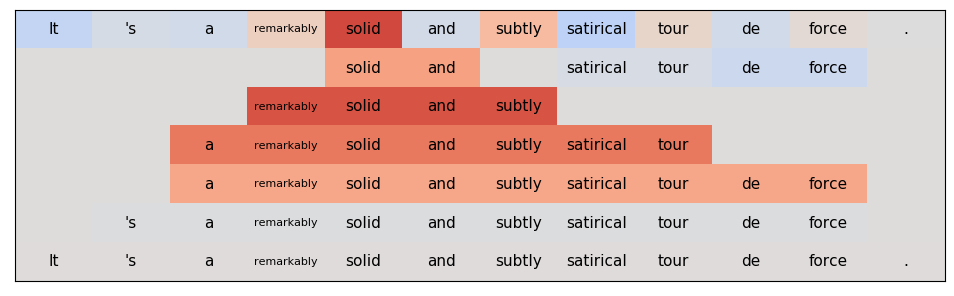 It 's a remarkably solid and subtly satirical tour de force .
solid and satirical tour de force
remarkably solid and subtly
a remarkably solid and subtly satirical tour
a remarkably solid and subtly satirical tour de force
's a remarkably solid and subtly satirical tour de force
It 's a remarkably solid and subtly satirical tour de force .